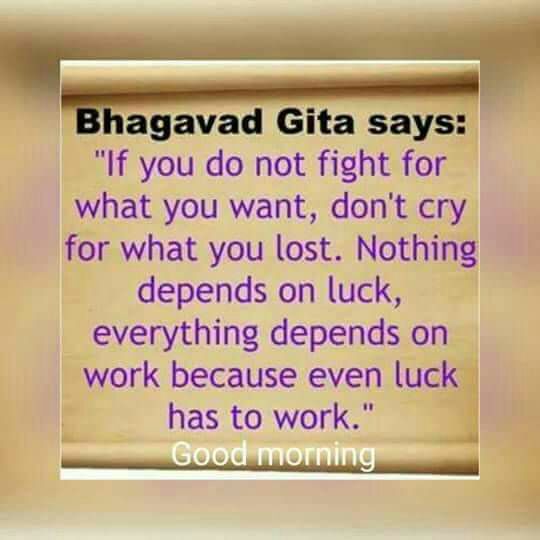 Bhagavad Gita says:
"If you do not fight for
what you want, don't cry
for what you lost. Nothing
depends on luck,
everything depends on
work because even luck
has to work."
Good morning